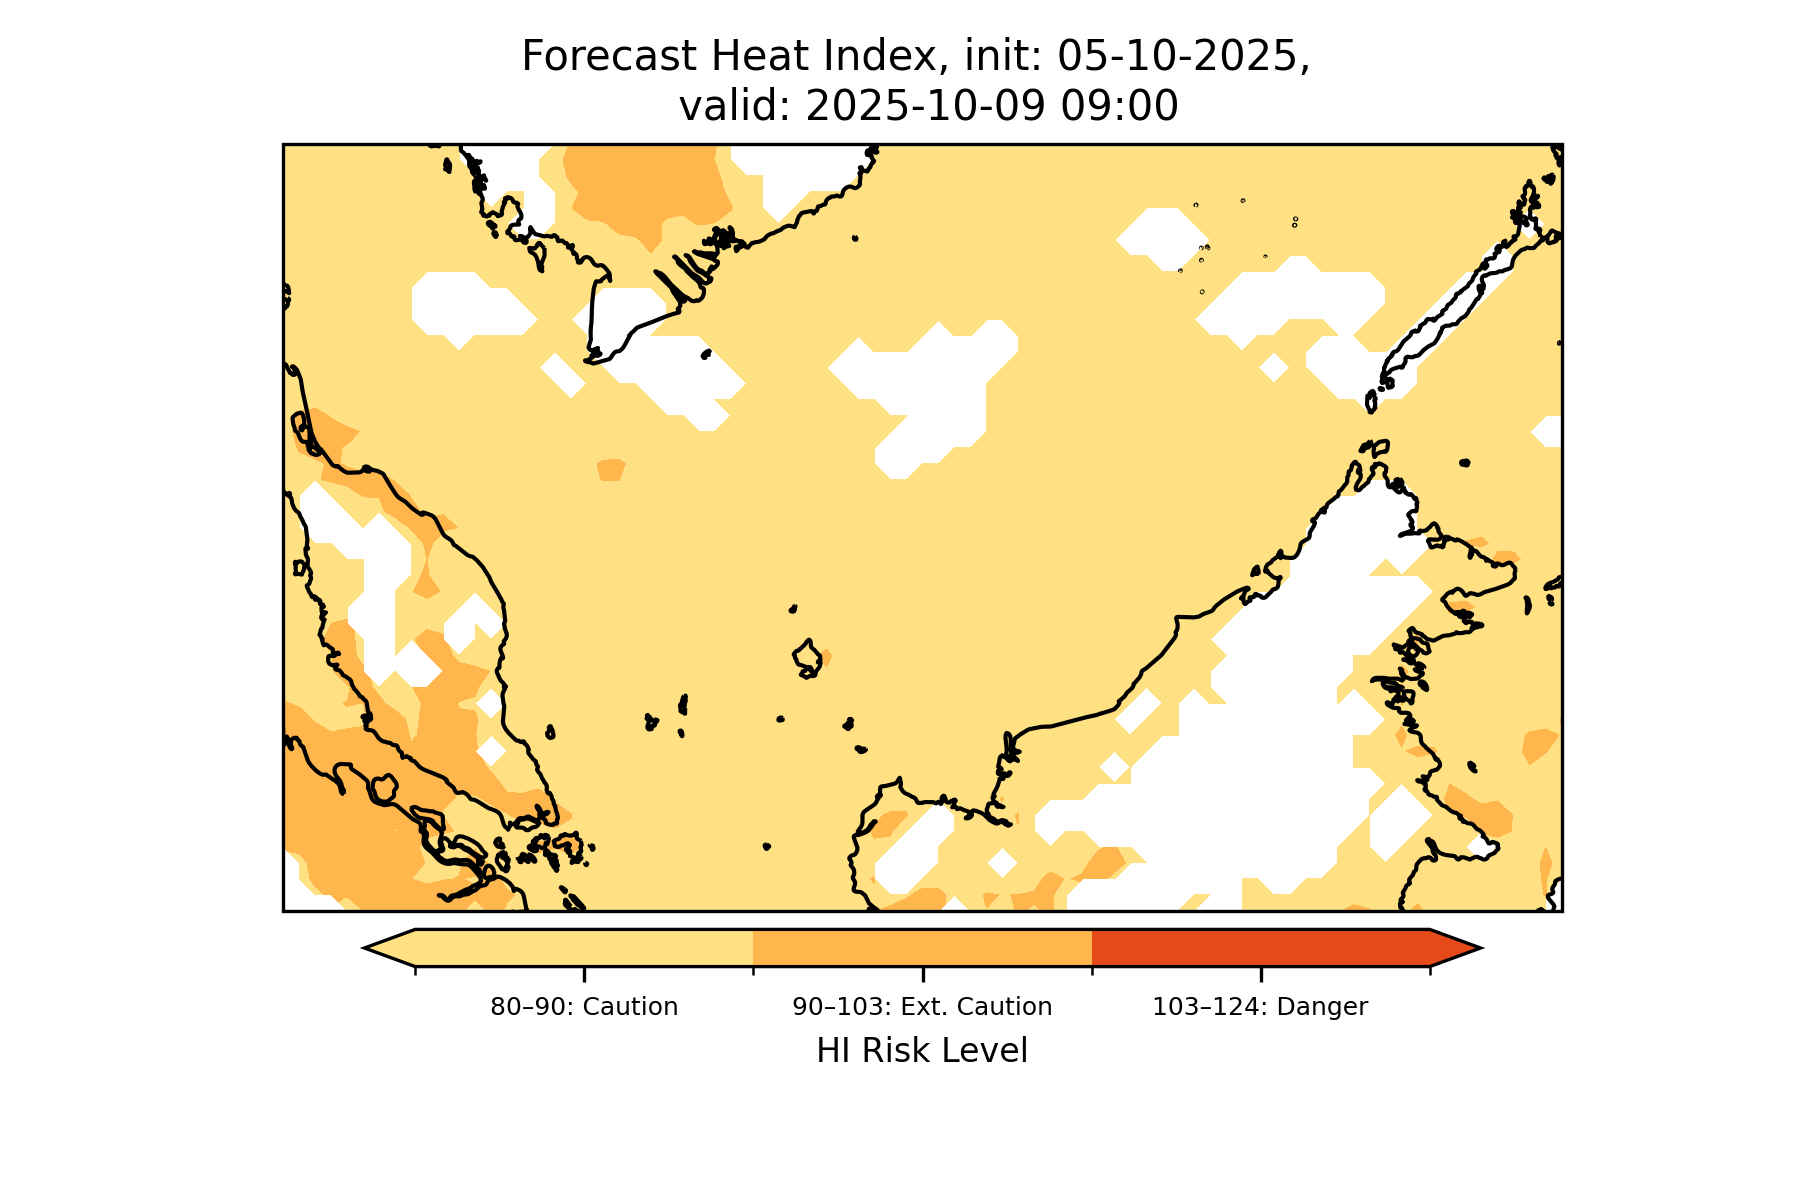 Forecast Heat Index, init: 05-10-2025,
valid: 2025-10-09 09:00
80–90: Caution
90–103: Ext. Caution
103–124: Danger
HI Risk Level